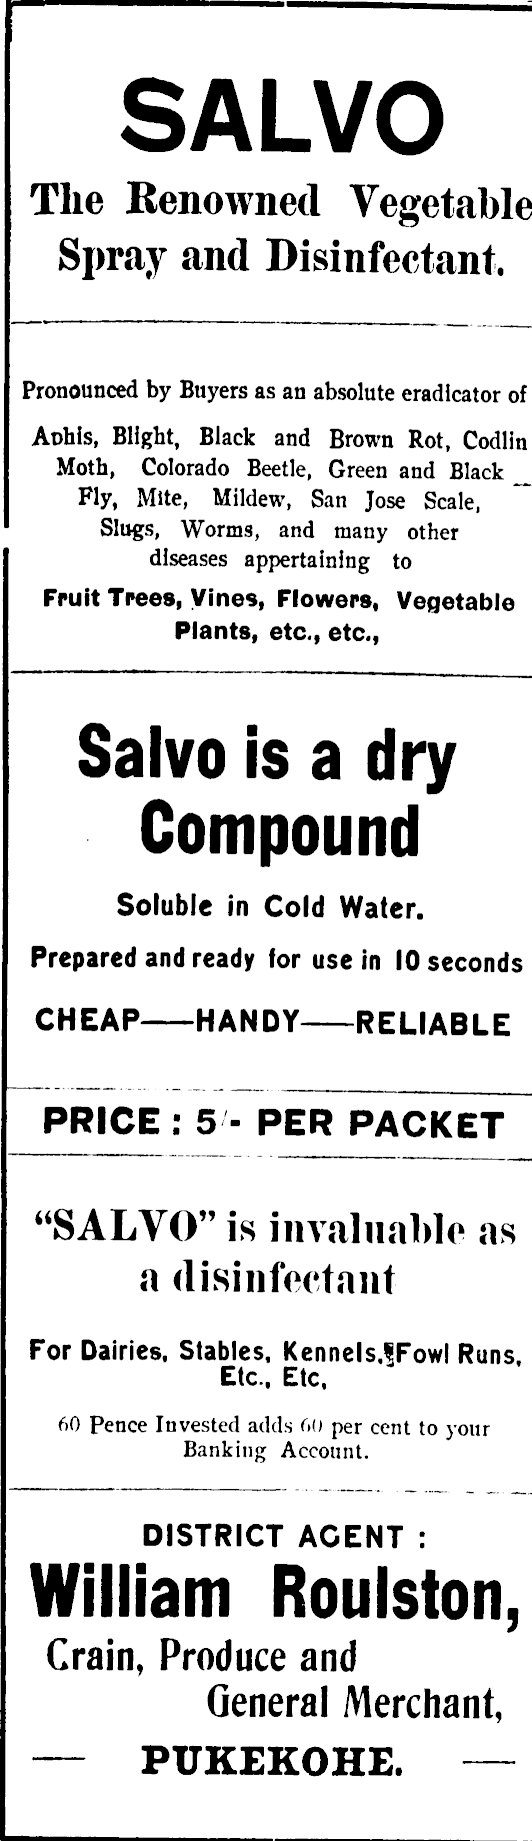 SALVO
The Renowned Vegetable
Spray and Disinfectant.
Pronounced by Buyers as an absolute eradicator of
Aphis, Blight, Black and Brown Rot, Codlin
Moth, Colorado Beetle, Green and Black
Fly, Mite, Mildew, San Jose Scale,
Slugs, Worms, and many other
diseases appertaining to
Fruit Trees, Vines, Flowers, Vegetable
Plants, etc., etc.,
Salvo is a dry
Compound
Soluble in Cold Water.
Prepared and ready for use in 10 seconds
CHEAP—HANDY—RELIABLE
PRICE : 5/- PER PACKET
"SALVO" is invaluable as
a disinfectant
For Dairies, Stables, Kennels, Fowl Runs,
Etc., Etc,
60 Pence Invested adds 60 per cent to your
Banking Account.
DISTRICT AGENT :
William Roulston,
Grain, Produce and
General Merchant,
— PUKEKOHE. —